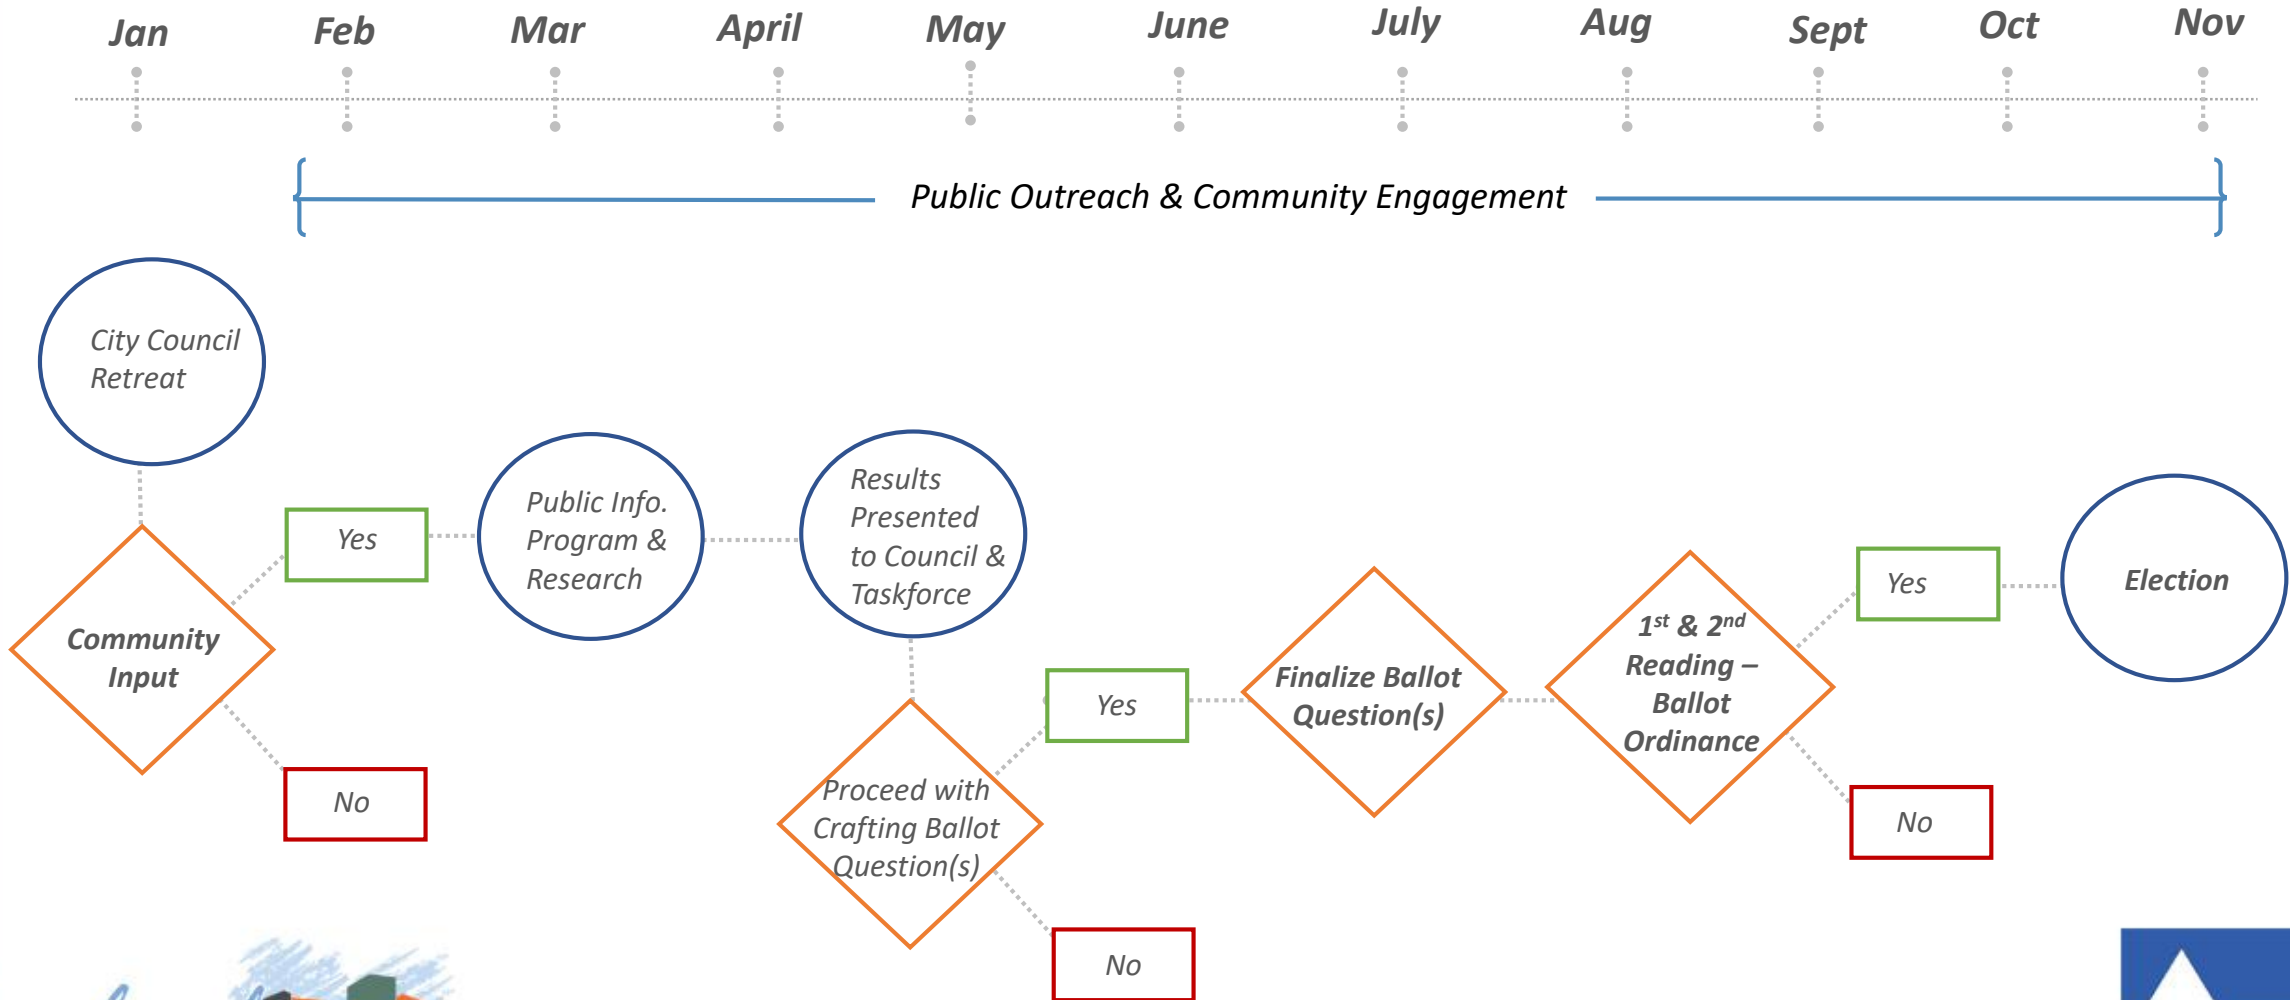 Jan Feb Mar April May June July Aug Sept Oct Nov
Public Outreach & Community Engagement
City Council
Retreat
Community
Input
Yes
No
Public Info.
Program &
Research
Results
Presented
to Council &
Taskforce
Proceed with
Crafting Ballot
Question(s)
Yes
No
Finalize Ballot
Question(s)
1st & 2nd
Reading –
Ballot
Ordinance
Yes
No
Election